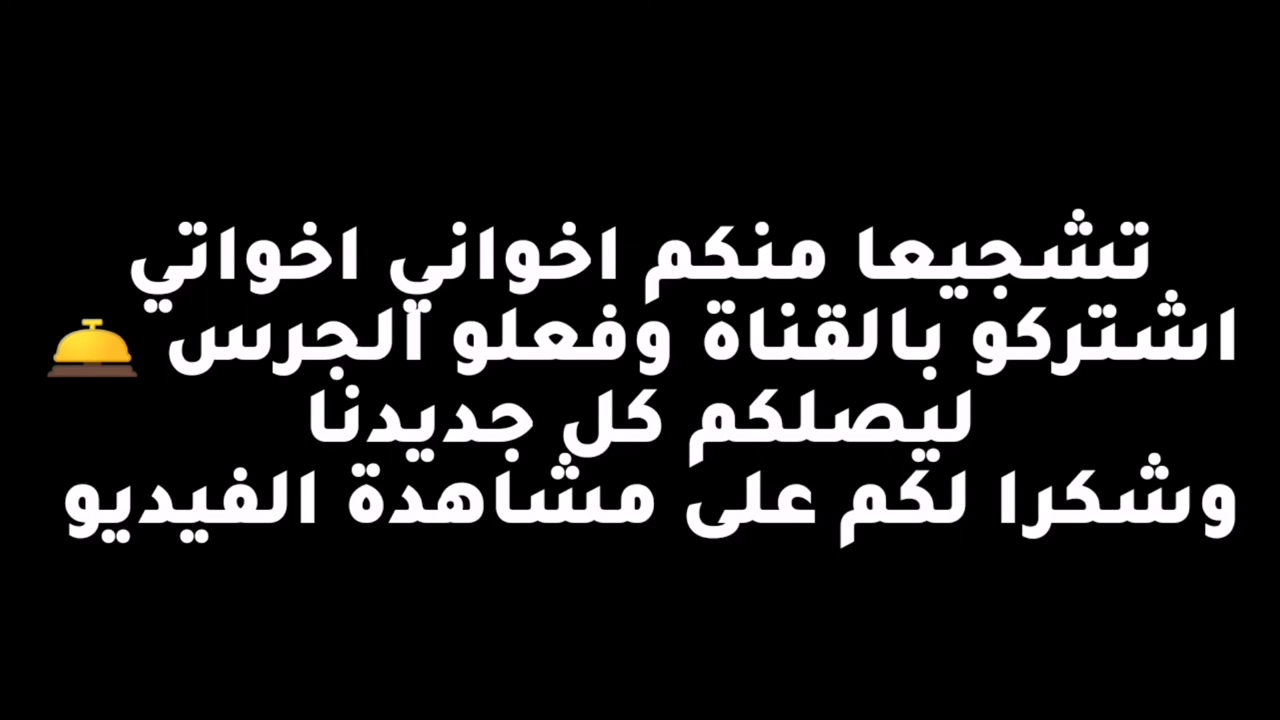 تشجيعا منكم اخواني اخواتي
اشتركو بالقناة وفعلو الجرس 🛎
ليصلكم كل جديدنا
وشكرا لكم على مشاهدة الفيديو